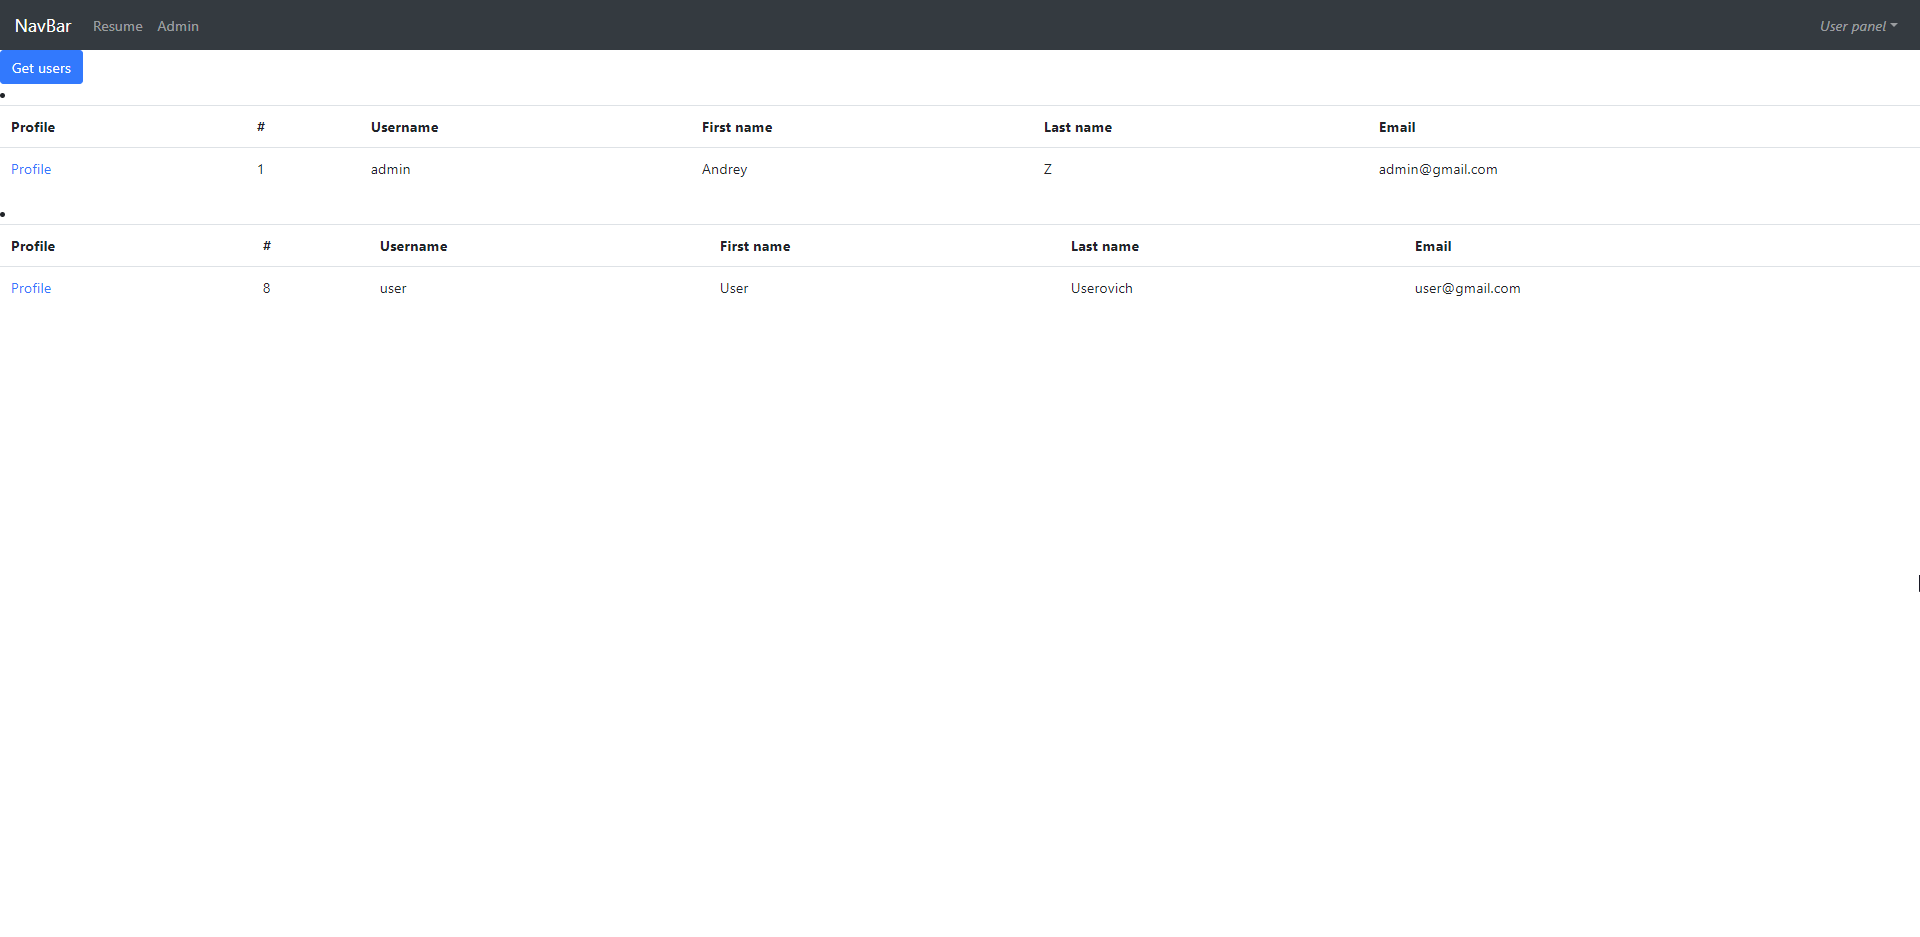 NavBar Resume Admin User panel
Get users
Profile # Username First name Last name Email
Profile 1 admin Andrey Z admin@gmail.com
Profile # Username First name Last name Email
Profile 8 user User Userovich user@gmail.com